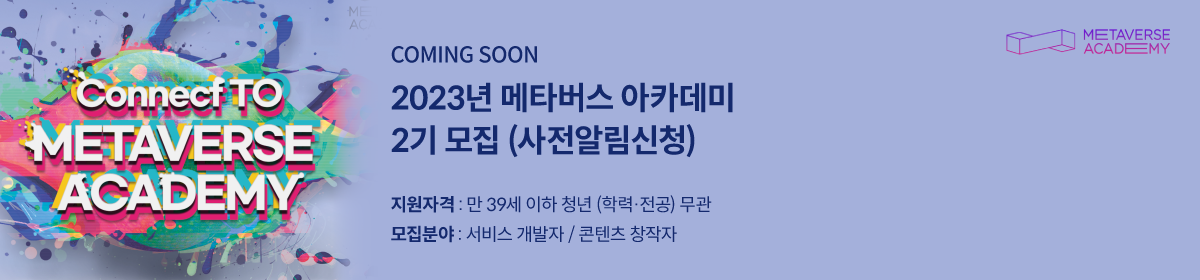 Connecf TO
METAVERSE
ACADEMY
COMING SOON
2023년 메타버스 아카데미
2기 모집 (사전알림신청)
지원자격 : 만 39세 이하 청년 (학력·전공) 무관
모집분야 : 서비스 개발자 / 콘텐츠 창작자
METAVERSE
ACADEMY